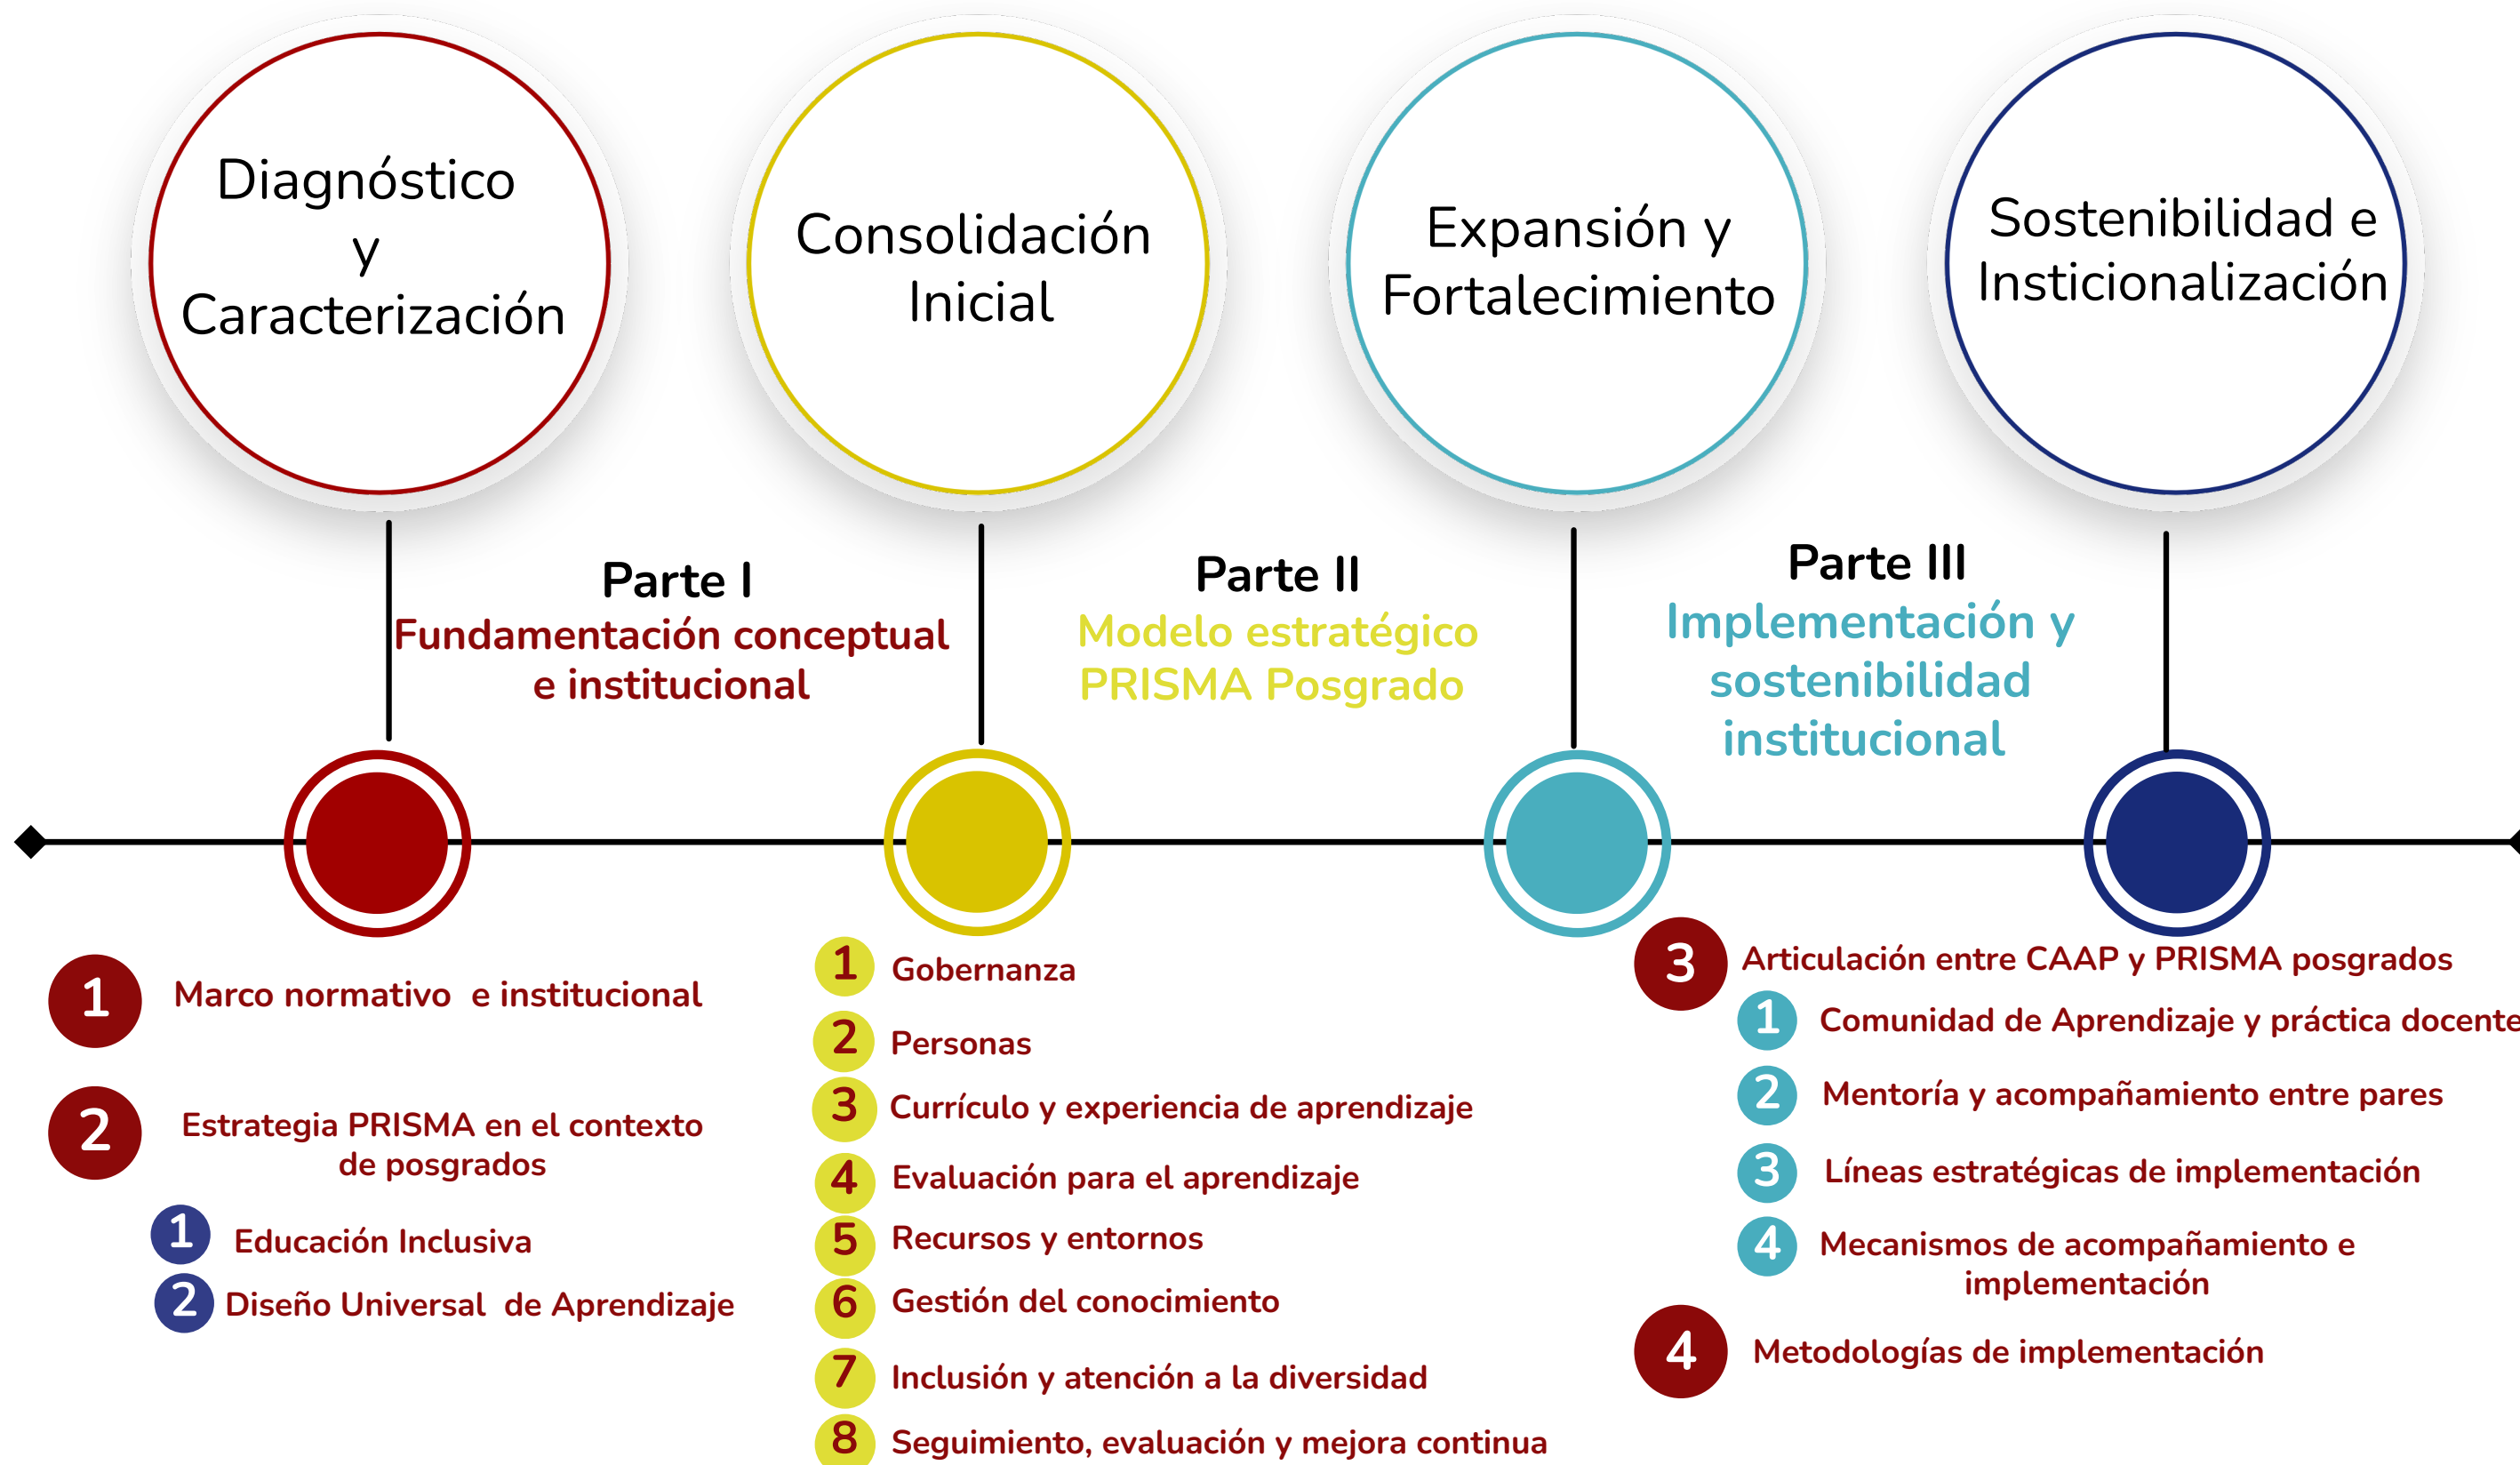 Diagnóstico
y
Caracterización
Consolidación
Inicial
Expansión y
Fortalecimiento
Sostenibilidad e
Insticionalización
Parte I
Fundamentación conceptual
e institucional
Parte II
Modelo estratégico
PRISMA Posgrado
Parte III
Implementación y
sostenibilidad
institucional
1 Marco normativo e institucional
2 Estrategia PRISMA en el contexto
de posgrados
1 Educación Inclusiva
2 Diseño Universal de Aprendizaje
1 Gobernanza
2 Personas
3 Currículo y experiencia de aprendizaje
4 Evaluación para el aprendizaje
5 Recursos y entornos
6 Gestión del conocimiento
7 Inclusión y atención a la diversidad
8 Seguimiento, evaluación y mejora continua
3 Articulación entre CAAP y PRISMA posgrados
1 Comunidad de Aprendizaje y práctica docente
2 Mentoría y acompañamiento entre pares
3 Líneas estratégicas de implementación
4 Mecanismos de acompañamiento e
implementación
4 Metodologías de implementación